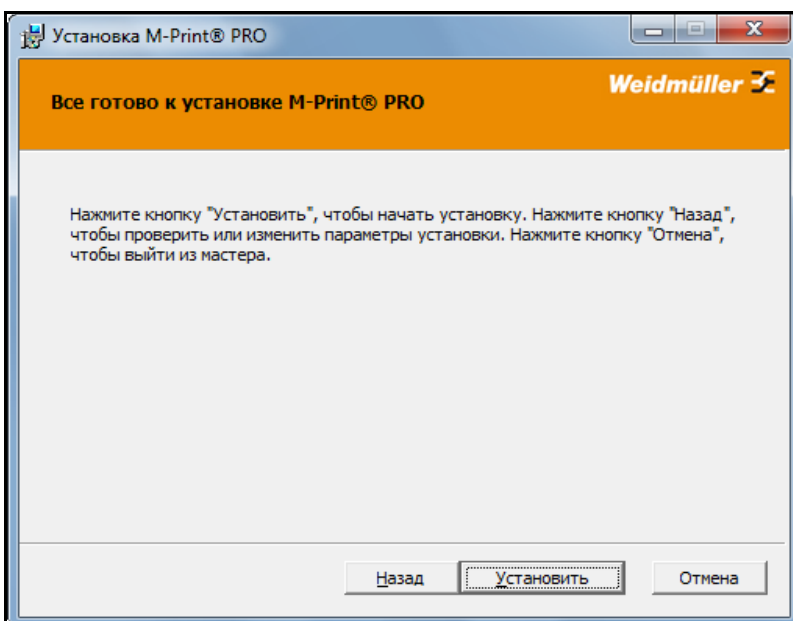 Установка M-Print® PRO
Weidmüller
Все готово к установке M-Print® PRO
Нажмите кнопку "Установить", чтобы начать установку. Нажмите кнопку "Назад",
чтобы проверить или изменить параметры установки. Нажмите кнопку "Отмена",
чтобы выйти из мастера.
Назад
Установить
Отмена